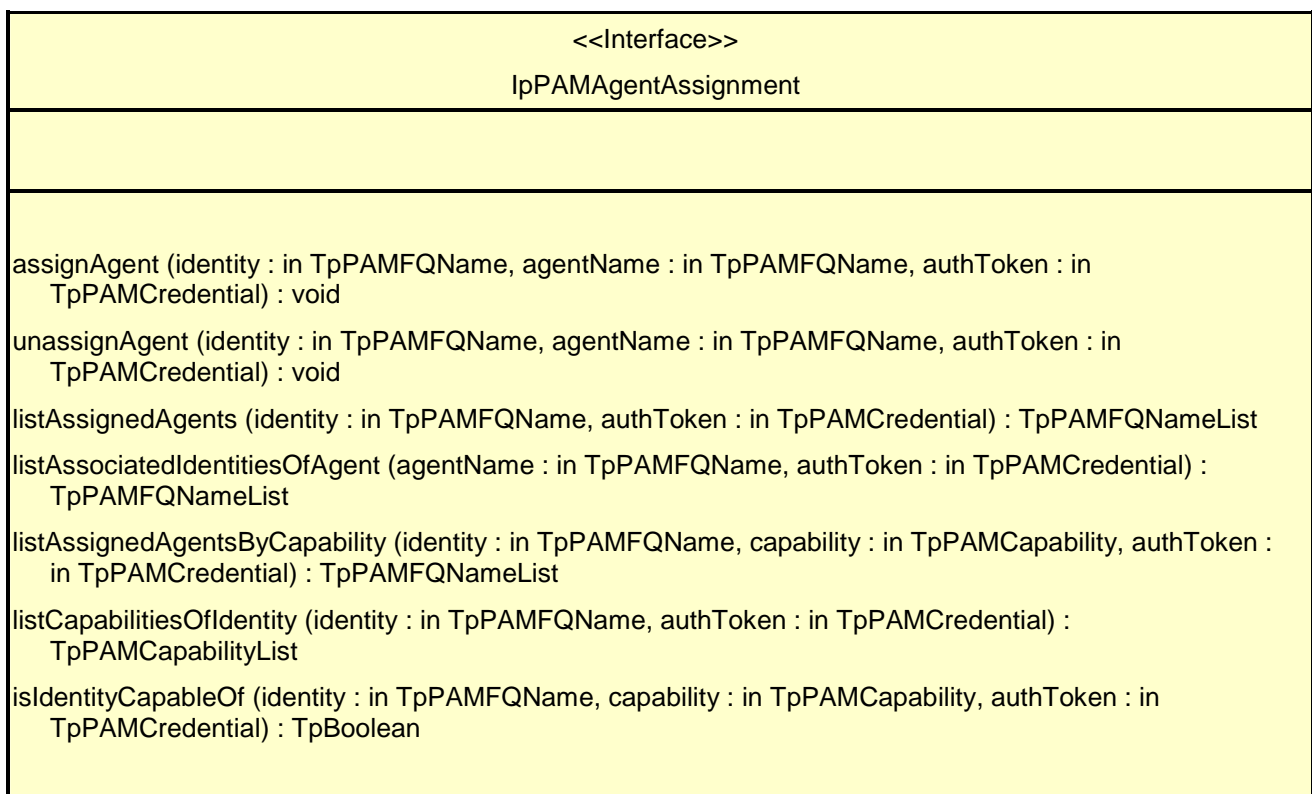 <<Interface>>
IpPAMAgentAssignment
assignAgent (identity : in TpPAMFQName, agentName : in TpPAMFQName, authToken : in
TpPAMCredential) : void
unassignAgent (identity : in TpPAMFQName, agentName : in TpPAMFQName, authToken : in
TpPAMCredential) : void
listAssignedAgents (identity : in TpPAMFQName, authToken : in TpPAMCredential) : TpPAMFQNameList
listAssociatedIdentitiesOfAgent (agentName : in TpPAMFQName, authToken : in TpPAMCredential) :
TpPAMFQNameList
listAssignedAgentsByCapability (identity : in TpPAMFQName, capability : in TpPAMCapability, authToken :
in TpPAMCredential) : TpPAMFQNameList
listCapabilitiesOfIdentity (identity : in TpPAMFQName, authToken : in TpPAMCredential) :
TpPAMCapabilityList
isIdentityCapableOf (identity : in TpPAMFQName, capability : in TpPAMCapability, authToken : in
TpPAMCredential) : TpBoolean